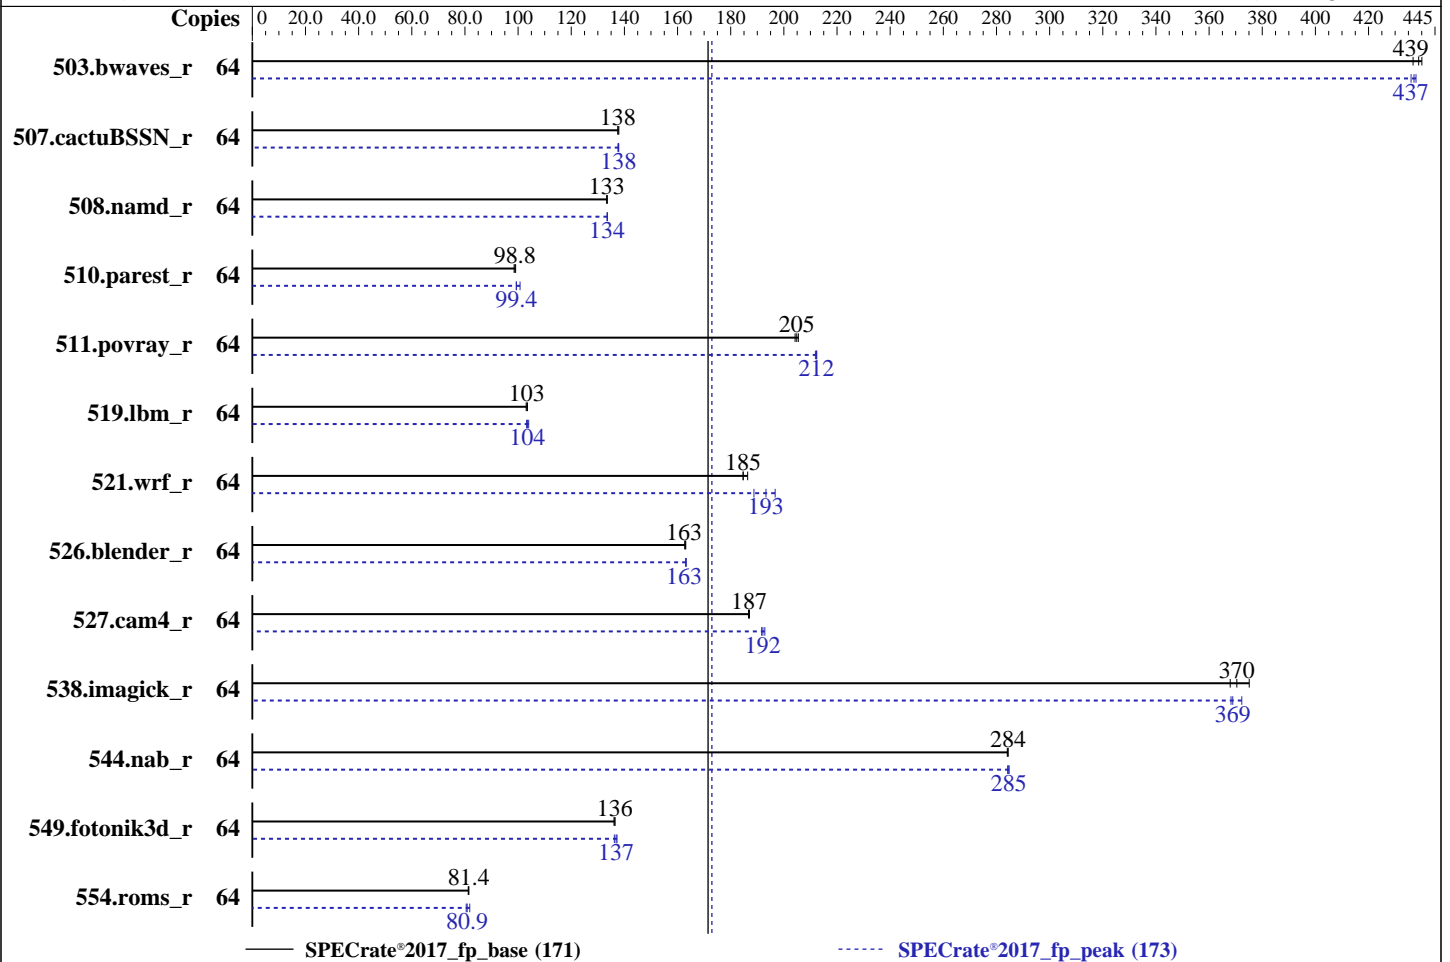 Copies 0 20.0 40.0 60.0 80.0 100 120 140 160 180 200 220 240 260 280 300 320 340 360 380 400 420 445
439
503.bwaves_r 64
437
138
507.cactuBSSN_r 64
138
133
508.namd_r 64
134
98.8
510.parest_r 64
99.4
205
511.povray_r 64
212
103
519.lbm_r 64
104
185
521.wrf_r 64
193
163
526.blender_r 64
163
187
527.cam4_r 64
192
370
538.imagick_r 64
369
284
544.nab_r 64
285
136
549.fotonik3d_r 64
137
81.4
554.roms_r 64
80.9
SPECrate®2017_fp_base (171) SPECrate®2017_fp_peak (173)